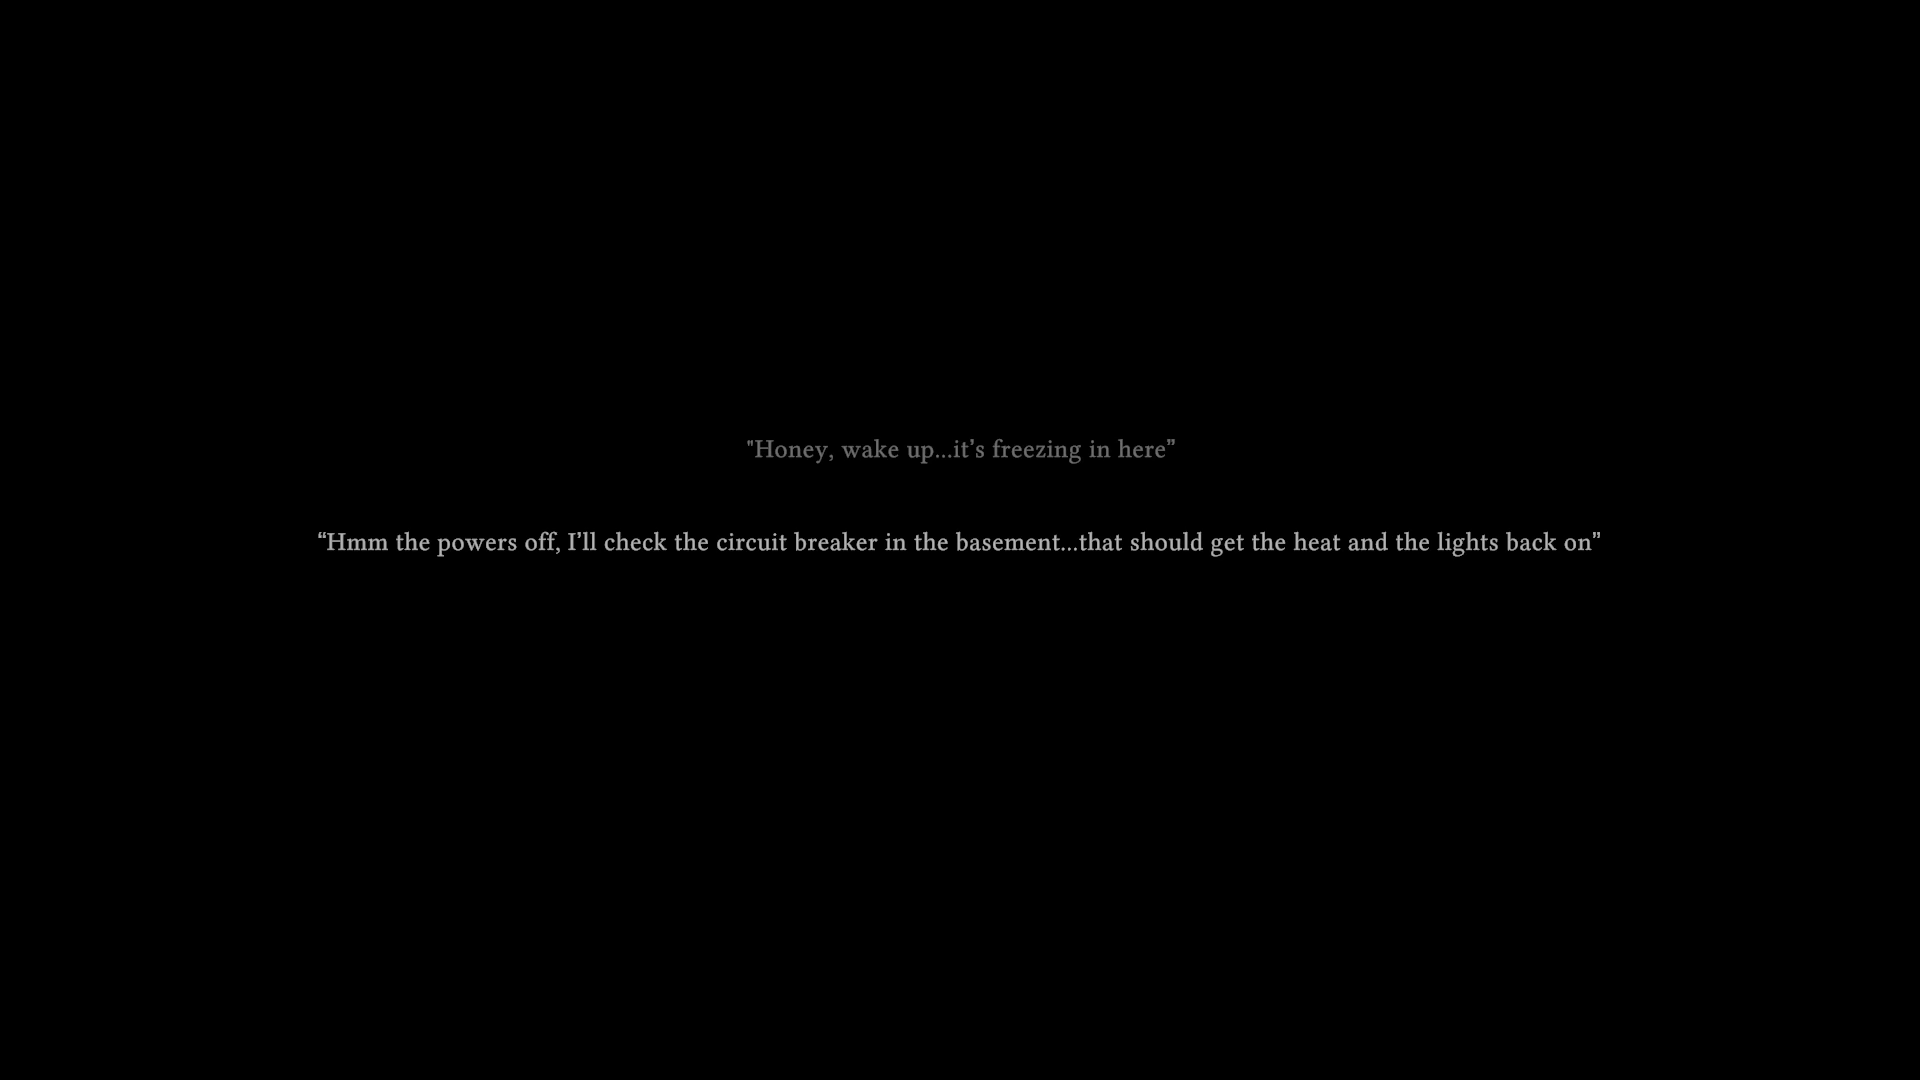 "Honey, wake up...it’s freezing in here”
“Hmm the powers off, I’ll check the circuit breaker in the basement...that should get the heat and the lights back on”